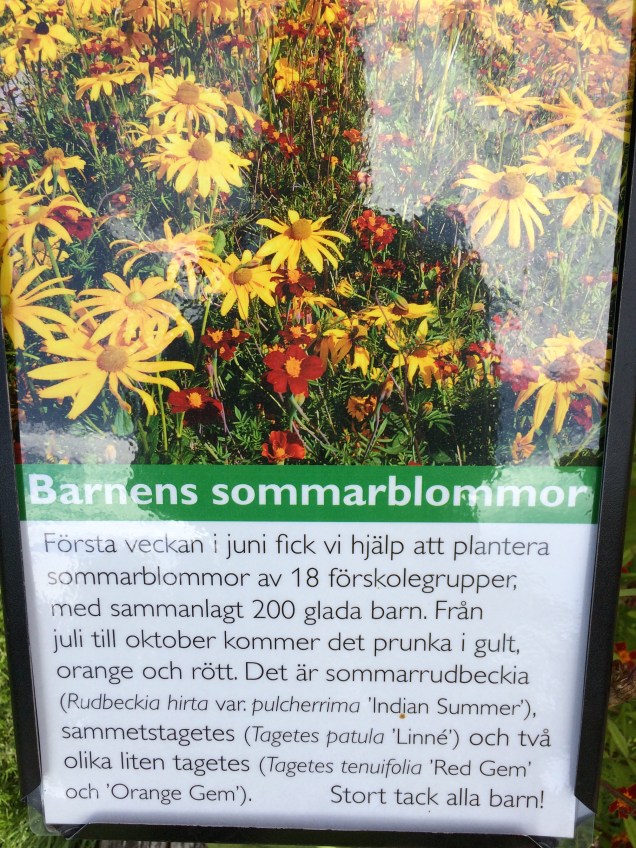 Barnens sommarblommor
Första veckan i juni fick vi hjälp att plantera
sommarblommor av 18 förskolegrupper,
med sammanlagt 200 glada barn. Från
juli till oktober kommer det prunka i gult,
orange och rött. Det är sommarrudbeckia
(Rudbeckia hirta var. pulcherrima 'Indian Summer'),
sammetstagetes (Tagetes patula 'Linné') och två
olika liten tagetes (Tagetes tenuifolia 'Red Gem'
och 'Orange Gem'). Stort tack alla barn!